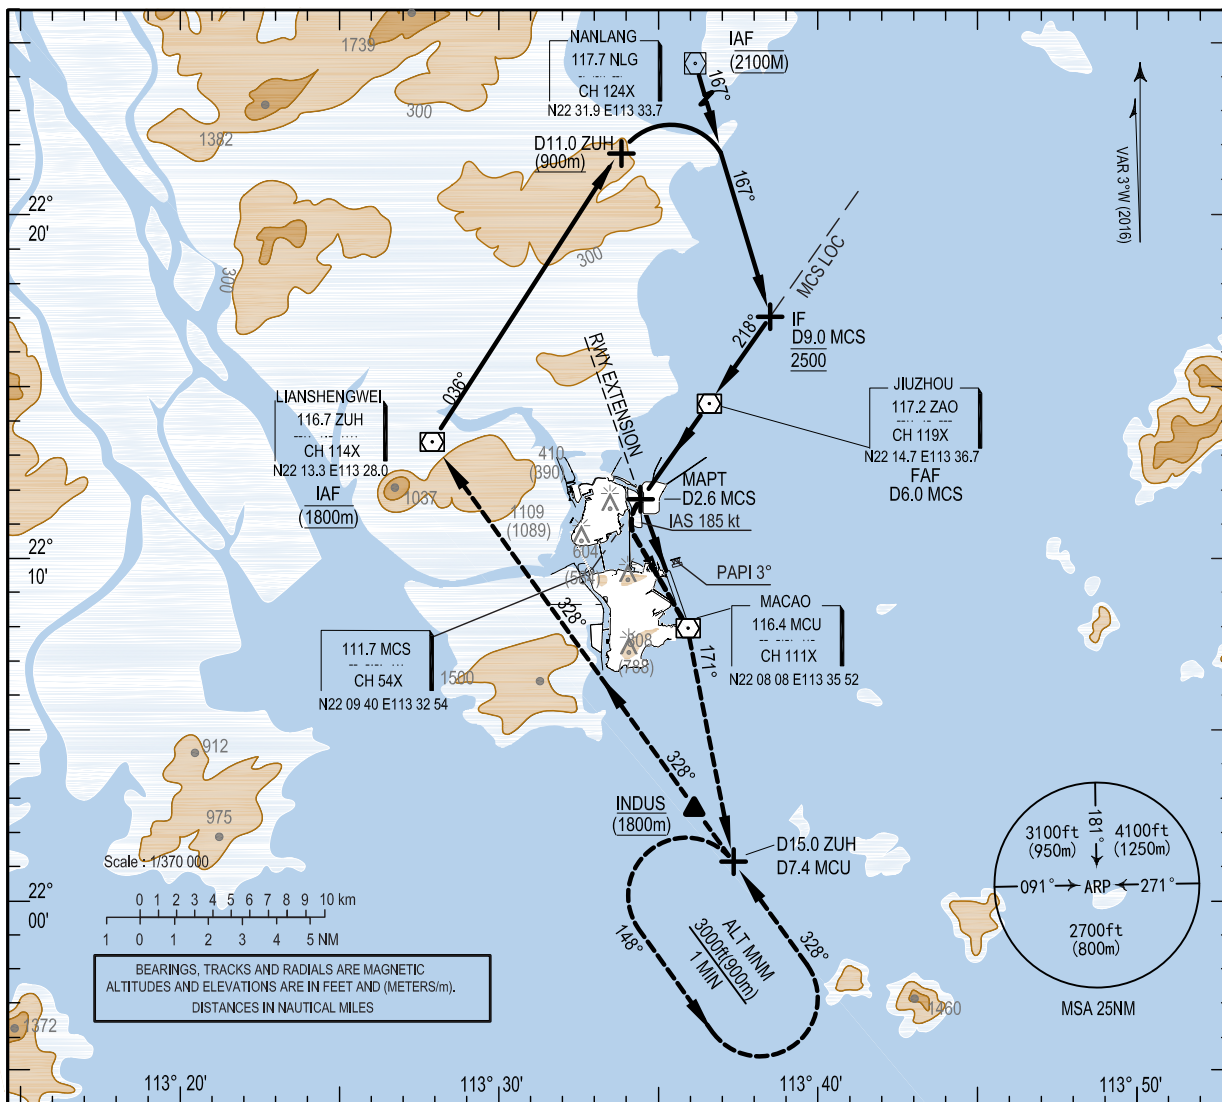 1739
NANLANG
117.7 NLG
CH 124X
N22 31.9 E113 33.7
IAF
(2100M)
167°
300
1382
D11.0 ZUH
(900m)
167°
VAR 3°W (2016)
22°
20'
300
300
MCS LOC
218°
IF
D9.0 MCS
2500
RWY EXTENSION
036°
LIANSHENGWEI
116.7 ZUH
CH 114X
N22 13.3 E113 28.0
IAF
(1800m)
JIUZHOU
117.2 ZAO
CH 119X
N22 14.7 E113 36.7
FAF
D6.0 MCS
410
(390)
1037
1109
(1089)
MAPT
D2.6 MCS
IAS 185 kt
22°
10'
604
PAPI 3°
328°
MACAO
116.4 MCU
CH 111X
N22 08 08 E113 35 52
111.7 MCS
CH 54X
N22 09 40 E113 32 54
808
(788)
171°
1500
912
328°
975
INDUS
(1800m)
D15.0 ZUH
D7.4 MCU
3100ft
(950m)
181°
4100ft
(1250m)
091°
ARP
271°
2700ft
(800m)
MSA 25NM
Scale : 1/370 000
0 1 2 3 4 5 6 7 8 9 10 km
1 0 1 2 3 4 5 NM
22°
00'
148°
ALT MNM
3000ft(900m)
1 MIN
328°
BEARINGS, TRACKS AND RADIALS ARE MAGNETIC
ALTITUDES AND ELEVATIONS ARE IN FEET AND (METERS/m).
DISTANCES IN NAUTICAL MILES
1372
1460
113° 20'
113° 30'
113° 40'
113° 50'